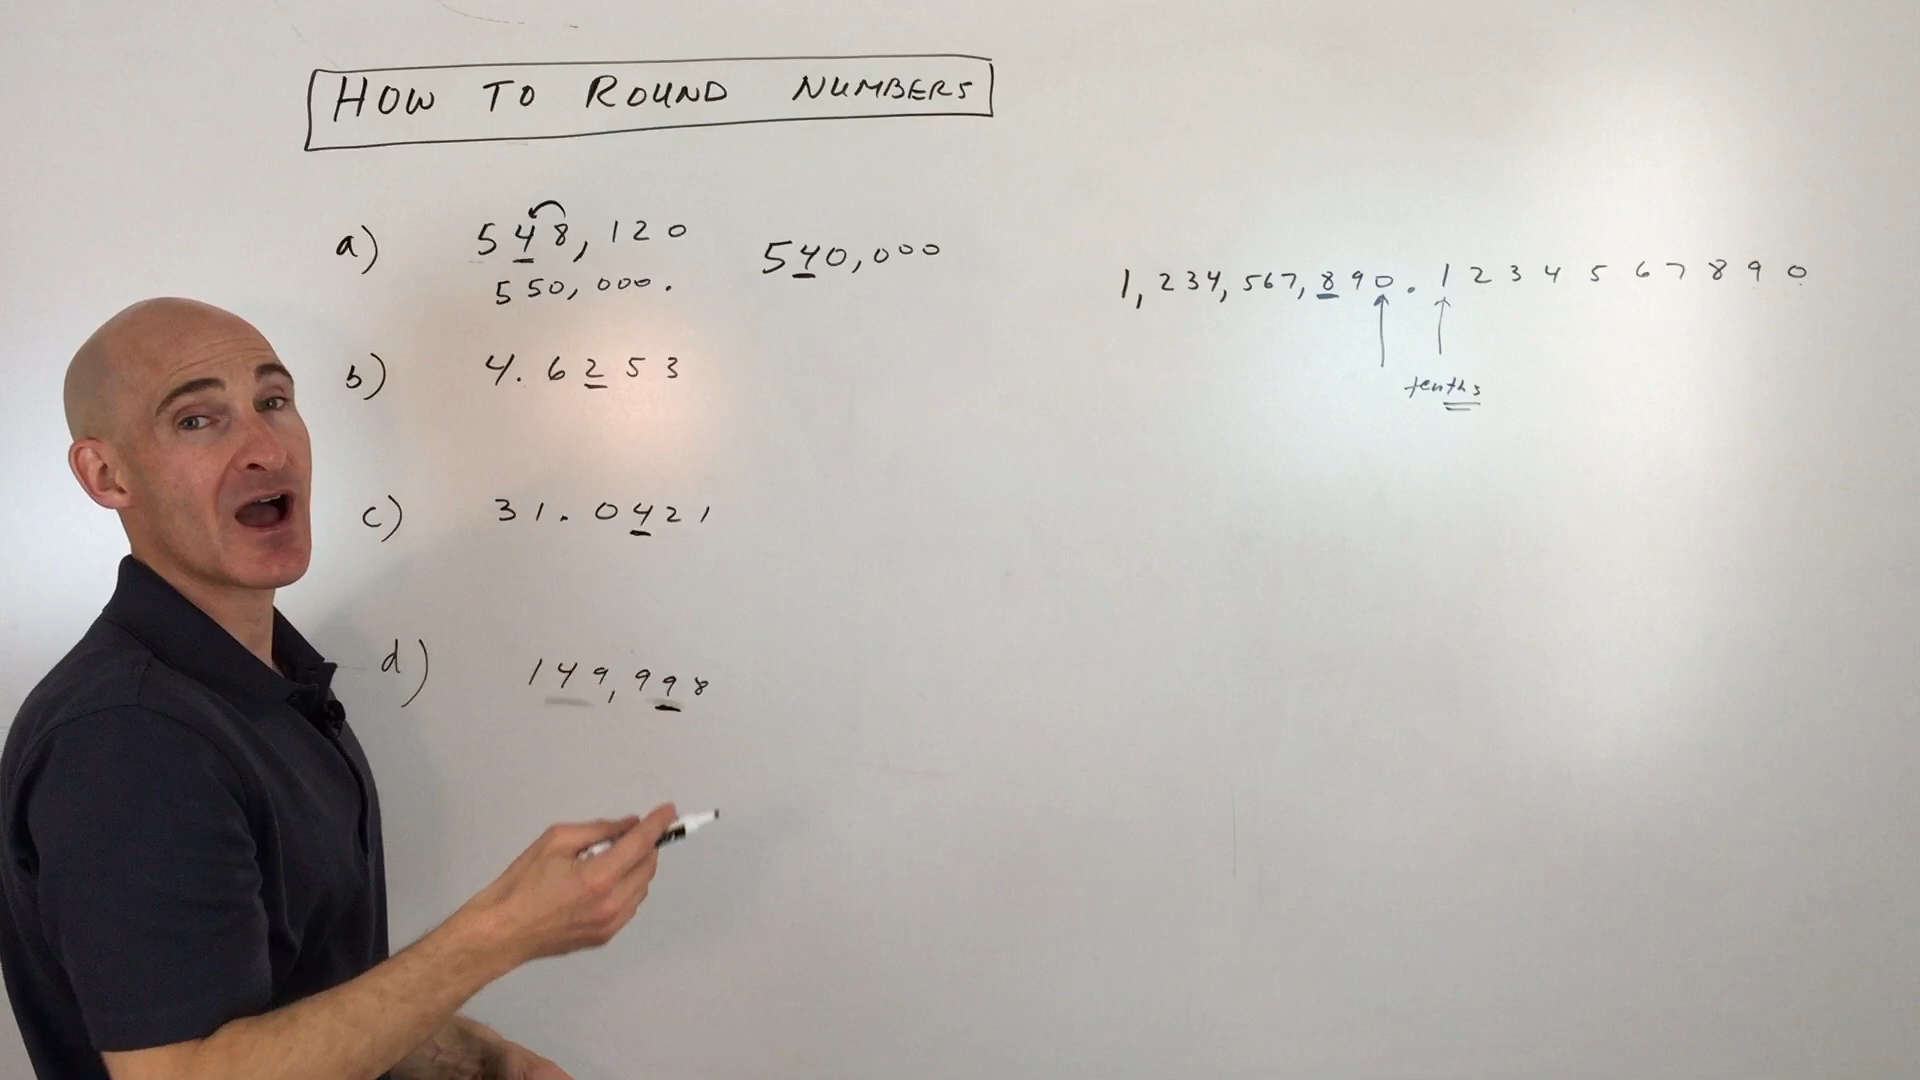 HOW TO ROUND NUMBERS
a) 548,120 540,000
550,000.
1,234,567,890.1234567890
tenths
b) 4.6253
c) 31.0421
d) 149,998